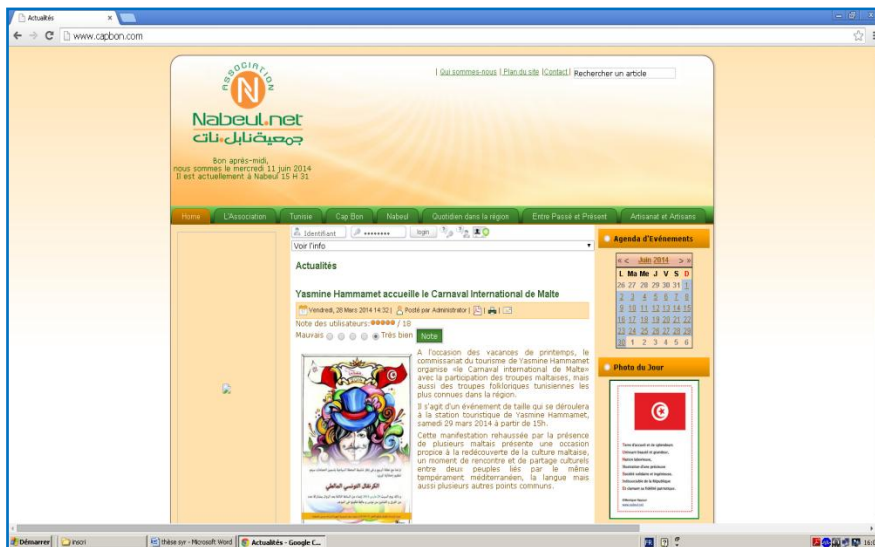 Actualités
www.capbon.com
ASSOCIATION
N
Nabeul.net
جمعية نابل نات
| Qui sommes-nous | Plan du site |Contact| Rechercher un article
Bon après-midi,
nous sommes le mercredi 11 juin 2014
Il est actuellement à Nabeul 15 H 31
Home L'Association Tunisie Cap Bon Nabeul Quotidien dans la région Entre Passé et Présent Artisanat et Artisans
Identifiant •••••••• login
Voir l'info
Actualités
Yasmine Hammamet accueille le Carnaval International de Malte
Vendredi, 28 Mars 2014 14:32 | Posté par Administrator |
Note des utilisateurs: / 18
Mauvais Très bien Note
A l'occasion des vacances de printemps, le
commissariat du tourisme de Yasmine Hammamet
organise «le Carnaval international de Malte»
avec la participation des troupes maltaises, mais
aussi des troupes folkloriques tunisiennes les
plus connues dans la région.
Il s'agit d'un événement de taille qui se déroulera
à la station touristique de Yasmine Hammamet,
samedi 29 mars 2014 à partir de 15h.
Cette manifestation rehaussée par la présence
de plusieurs maltais présente une occasion
propice à la redécouverte de la culture maltaise,
un moment de rencontre et de partage culturels
entre deux peuples liés par le même
tempérament méditerranéen, la langue mais
aussi plusieurs autres points communs.
الكرنفال التونسي المالطي
Agenda d'Evénements
« < Juin 2014 > »
L Ma Me J V S D
26 27 28 29 30 31 1
2 3 4 5 6 7 8
9 10 11 12 13 14 15
16 17 18 19 20 21 22
23 24 25 26 27 28 29
30 1 2 3 4 5 6
Photo du Jour
Démarrer inscri thèse syr - Microsoft Word Actualités - Google C... FR